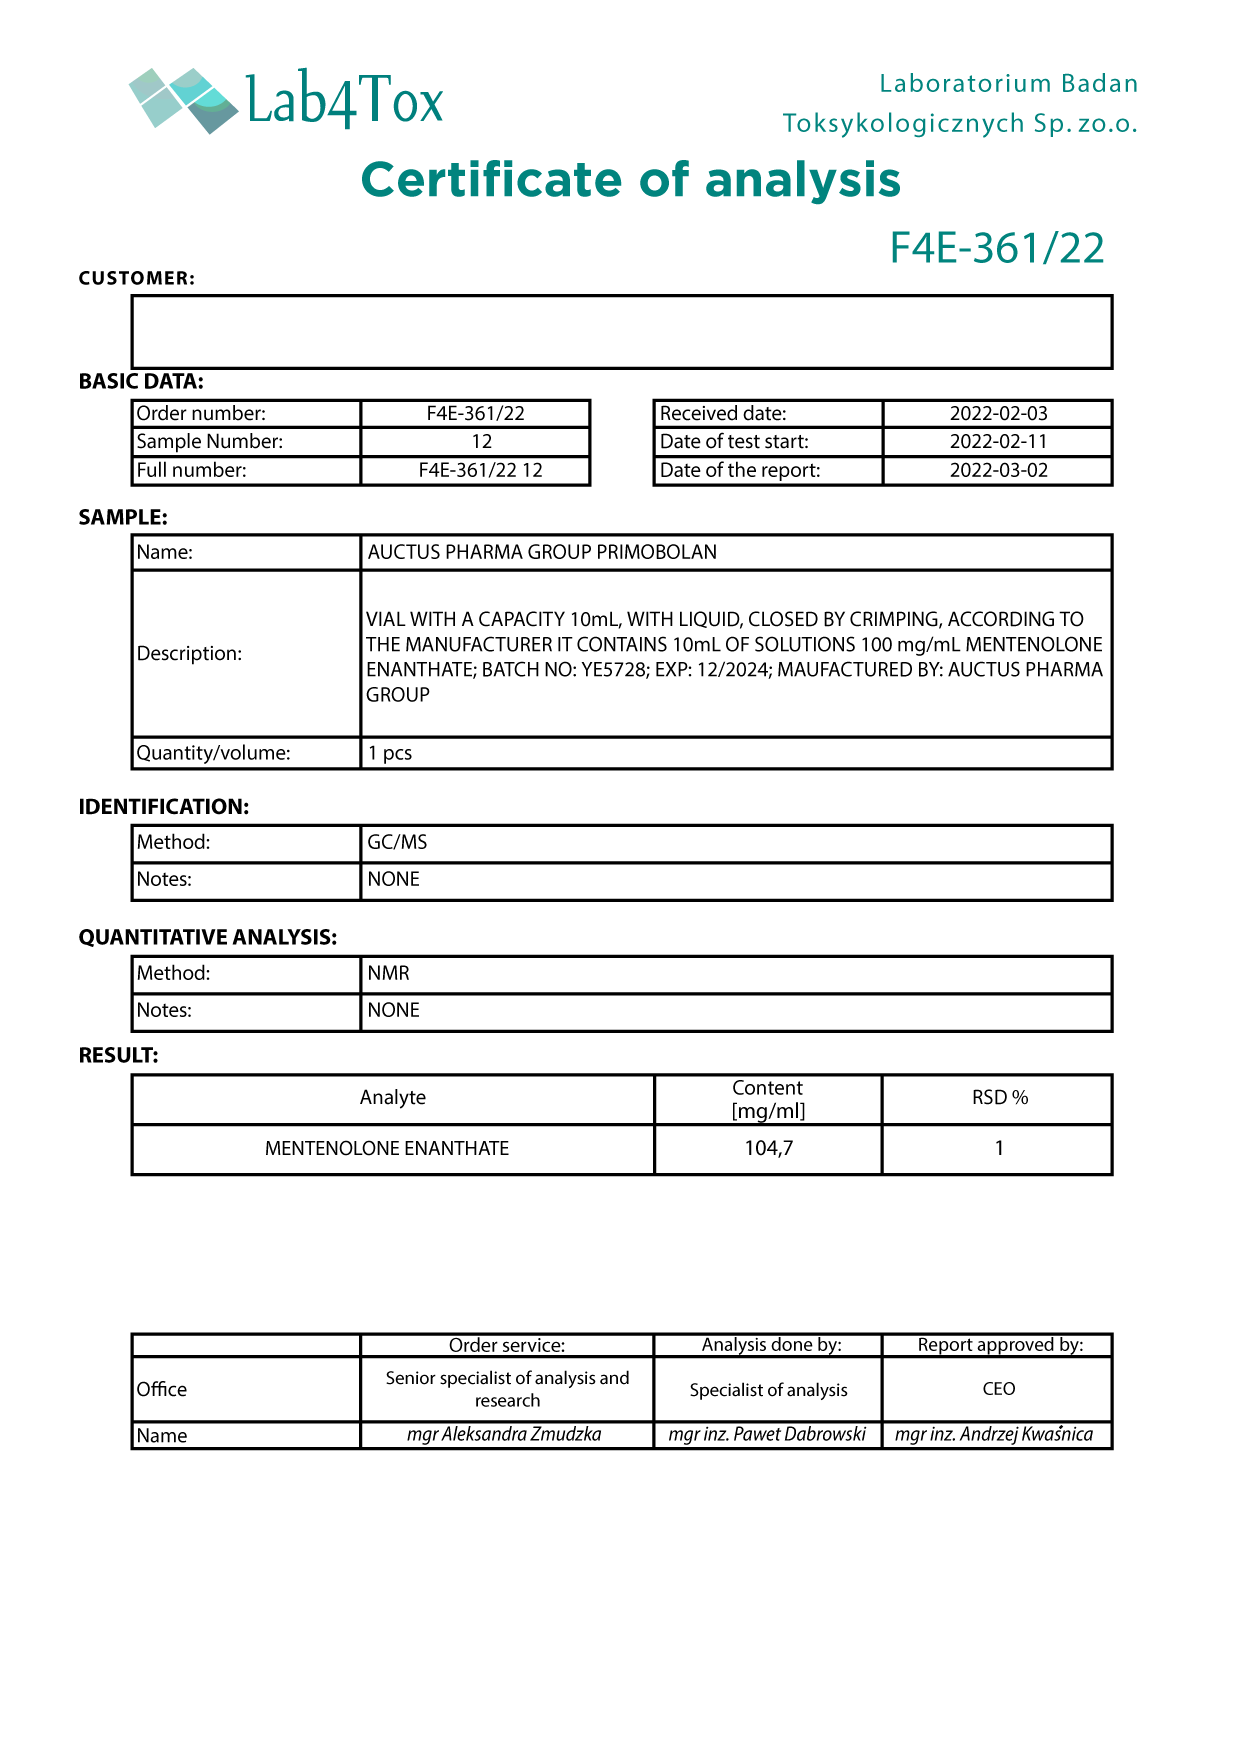 Lab4Tox
Laboratorium Badan
Toksykologicznych Sp. zo.o.
Certificate of analysis
F4E-361/22
CUSTOMER:
BASIC DATA:
Order number: F4E-361/22
Sample Number: 12
Full number: F4E-361/22 12
Received date: 2022-02-03
Date of test start: 2022-02-11
Date of the report: 2022-03-02
SAMPLE:
Name: AUCTUS PHARMA GROUP PRIMOBOLAN
Description:
VIAL WITH A CAPACITY 10mL, WITH LIQUID, CLOSED BY CRIMPING, ACCORDING TO
THE MANUFACTURER IT CONTAINS 10mL OF SOLUTIONS 100 mg/mL MENTENOLONE
ENANTHATE; BATCH NO: YE5728; EXP: 12/2024; MAUFACTURED BY: AUCTUS PHARMA
GROUP
Quantity/volume: 1 pcs
IDENTIFICATION:
Method: GC/MS
Notes: NONE
QUANTITATIVE ANALYSIS:
Method: NMR
Notes: NONE
RESULT:
Analyte Content [mg/ml] RSD %
MENTENOLONE ENANTHATE 104,7 1
Order service: Analysis done by: Report approved by:
Office Senior specialist of analysis and research Specialist of analysis CEO
Name mgr Aleksandra Zmudzka mgr inz. Pawet Dabrowski mgr inz. Andrzej Kwaśnica